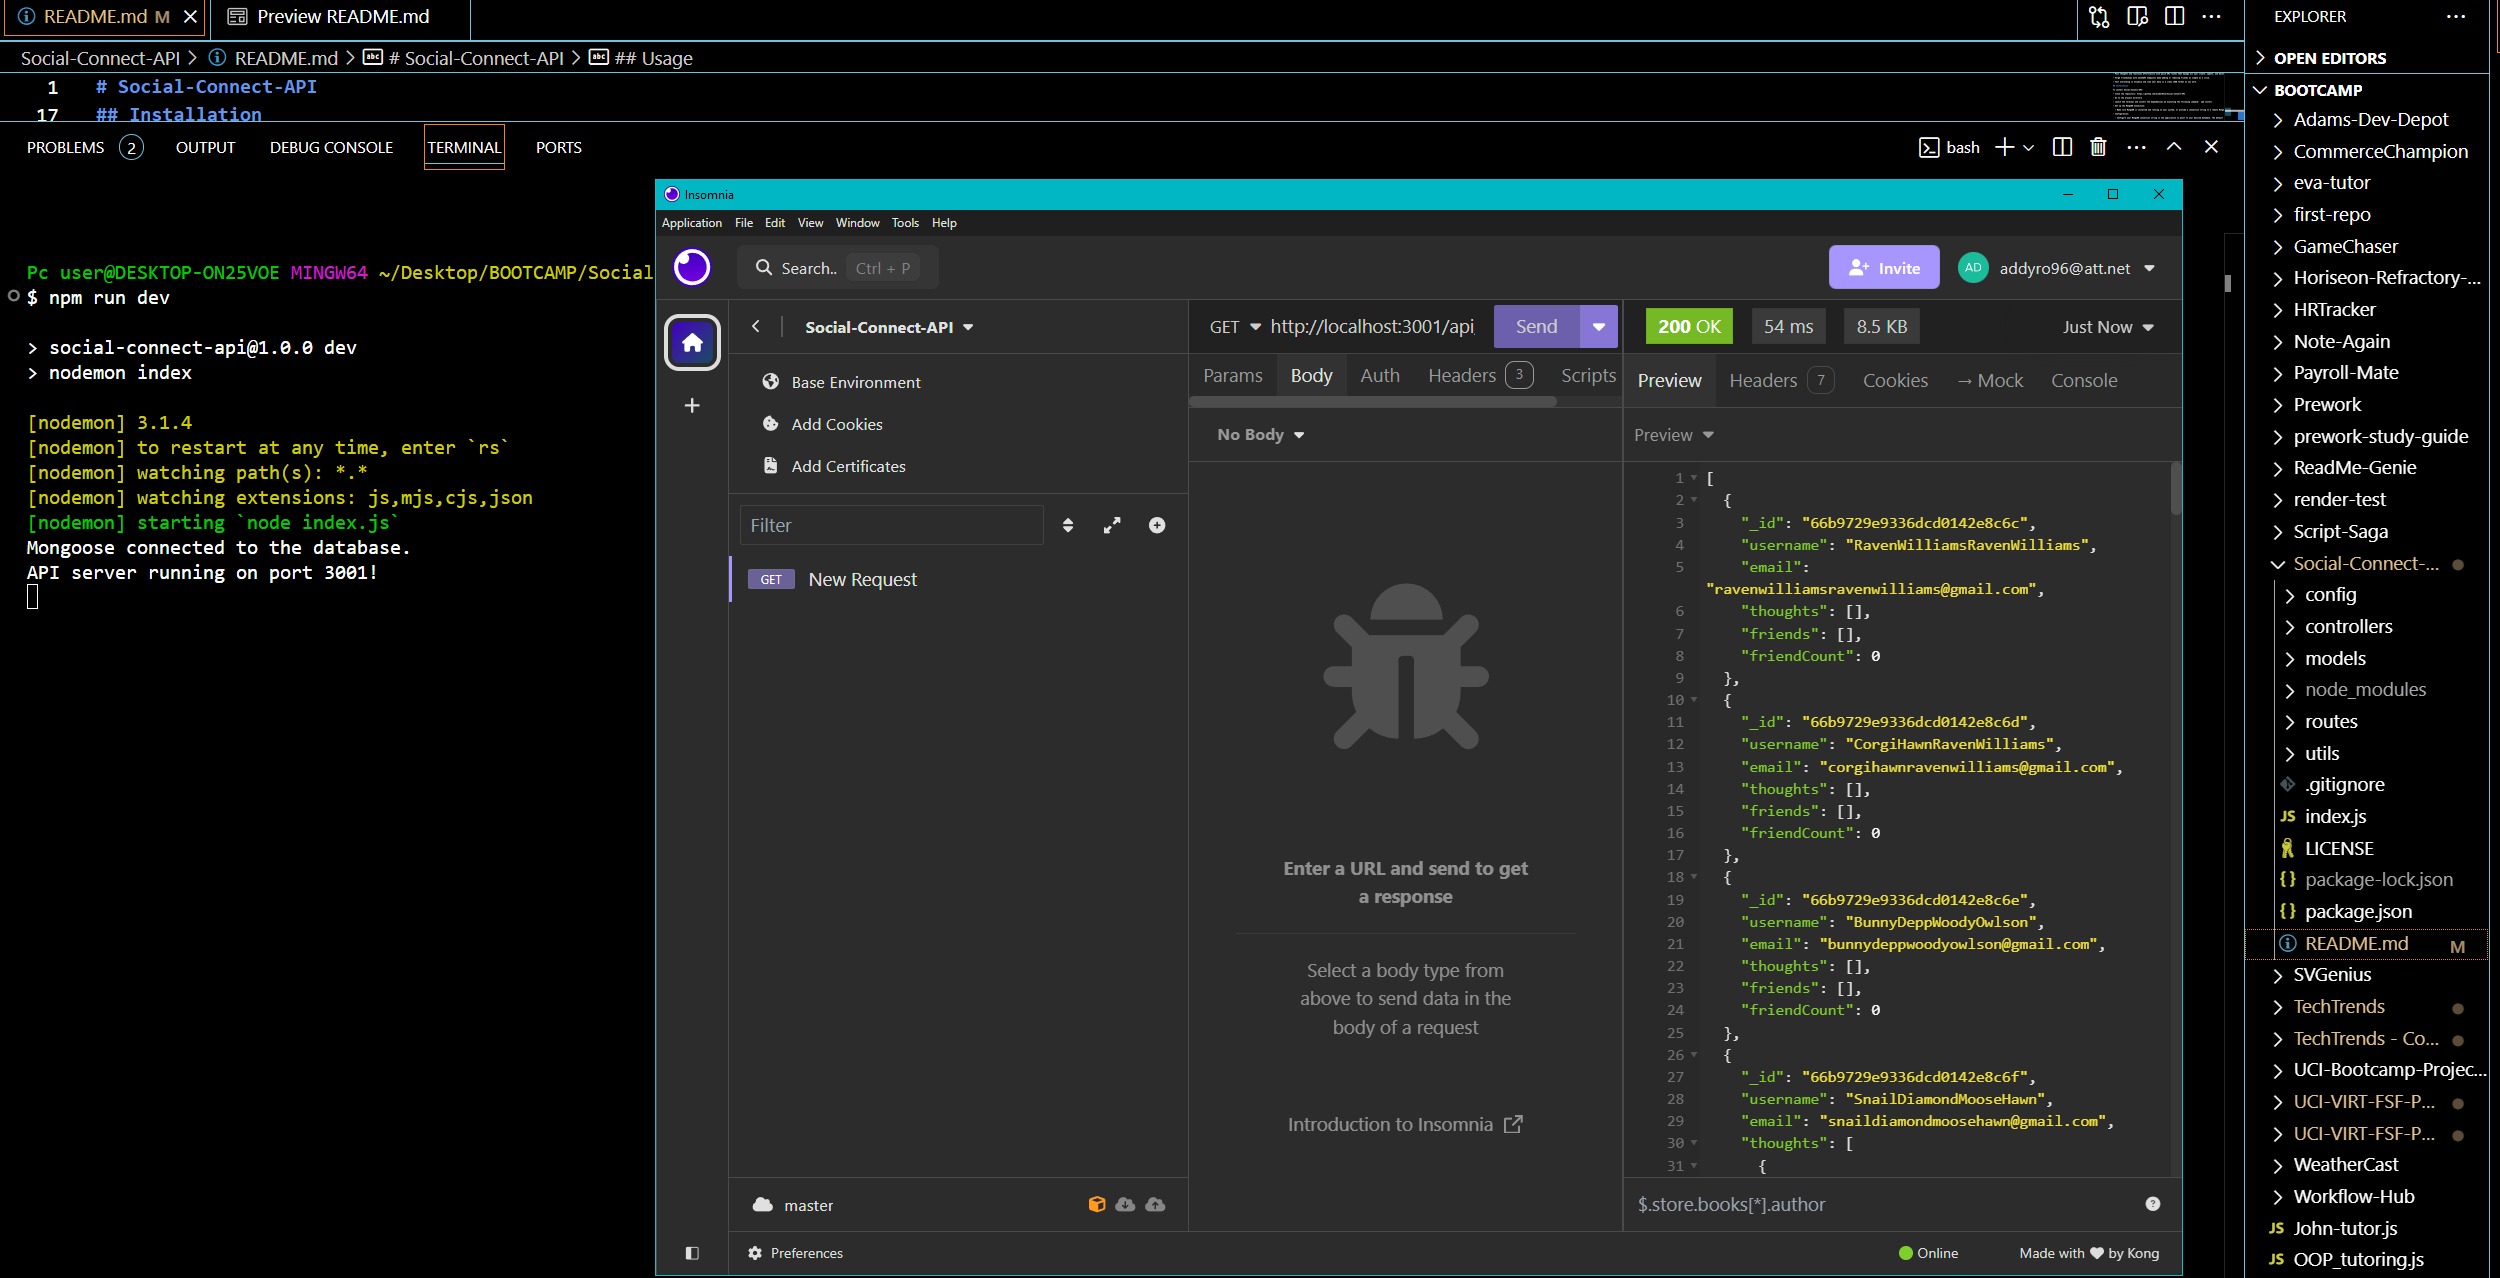 README.md M
Preview README.md
Social-Connect-API > README.md > # Social-Connect-API > ## Usage
1 # Social-Connect-API
17 ## Installation
PROBLEMS 2 OUTPUT DEBUG CONSOLE TERMINAL PORTS
bash
Pc user@DESKTOP-ON25VOE MINGW64 ~/Desktop/BOOTCAMP/Social
$ npm run dev
> social-connect-api@1.0.0 dev
> nodemon index
[nodemon] 3.1.4
[nodemon] to restart at any time, enter `rs`
[nodemon] watching path(s): *.*
[nodemon] watching extensions: js,mjs,cjs,json
[nodemon] starting `node index.js`
Mongoose connected to the database.
API server running on port 3001!
Insomnia
Application File Edit View Window Tools Help
Search.. Ctrl + P
Invite
AD addyro96@att.net
Social-Connect-API
Base Environment
Add Cookies
Add Certificates
Filter
GET New Request
master
Preferences
GET http://localhost:3001/api
Send
Params Body Auth Headers 3 Scripts
No Body
Enter a URL and send to get
a response
Select a body type from
above to send data in the
body of a request
Introduction to Insomnia
200 OK 54 ms 8.5 KB Just Now
Preview Headers 7 Cookies → Mock Console
Preview
1 [
2 {
3 "_id": "66b9729e9336dcd0142e8c6c",
4 "username": "RavenWilliamsRavenWilliams",
5 "email":
"ravenwilliamsravenwilliams@gmail.com",
6 "thoughts": [],
7 "friends": [],
8 "friendCount": 0
9 },
10 {
11 "_id": "66b9729e9336dcd0142e8c6d",
12 "username": "CorgiHawnRavenWilliams",
13 "email": "corgihawnravenwilliams@gmail.com",
14 "thoughts": [],
15 "friends": [],
16 "friendCount": 0
17 },
18 {
19 "_id": "66b9729e9336dcd0142e8c6e",
20 "username": "BunnyDeppWoodyOwlson",
21 "email": "bunnydeppwoodyowlson@gmail.com",
22 "thoughts": [],
23 "friends": [],
24 "friendCount": 0
25 },
26 {
27 "_id": "66b9729e9336dcd0142e8c6f",
28 "username": "SnailDiamondMooseHawn",
29 "email": "snaildiamondmoosehawn@gmail.com",
30 "thoughts": [
31 {
$.store.books[*].author
Online
Made with ♥ by Kong
EXPLORER
OPEN EDITORS
BOOTCAMP
Adams-Dev-Depot
CommerceChampion
eva-tutor
first-repo
GameChaser
Horiseon-Refractory-...
HRTracker
Note-Again
Payroll-Mate
Prework
prework-study-guide
ReadMe-Genie
render-test
Script-Saga
Social-Connect-...
config
controllers
models
node_modules
routes
utils
.gitignore
JS index.js
LICENSE
{} package-lock.json
{} package.json
README.md M
SVGenius
TechTrends
TechTrends - Co...
UCI-Bootcamp-Projec...
UCI-VIRT-FSF-P...
UCI-VIRT-FSF-P...
WeatherCast
Workflow-Hub
JS John-tutor.js
JS OOP_tutoring.js